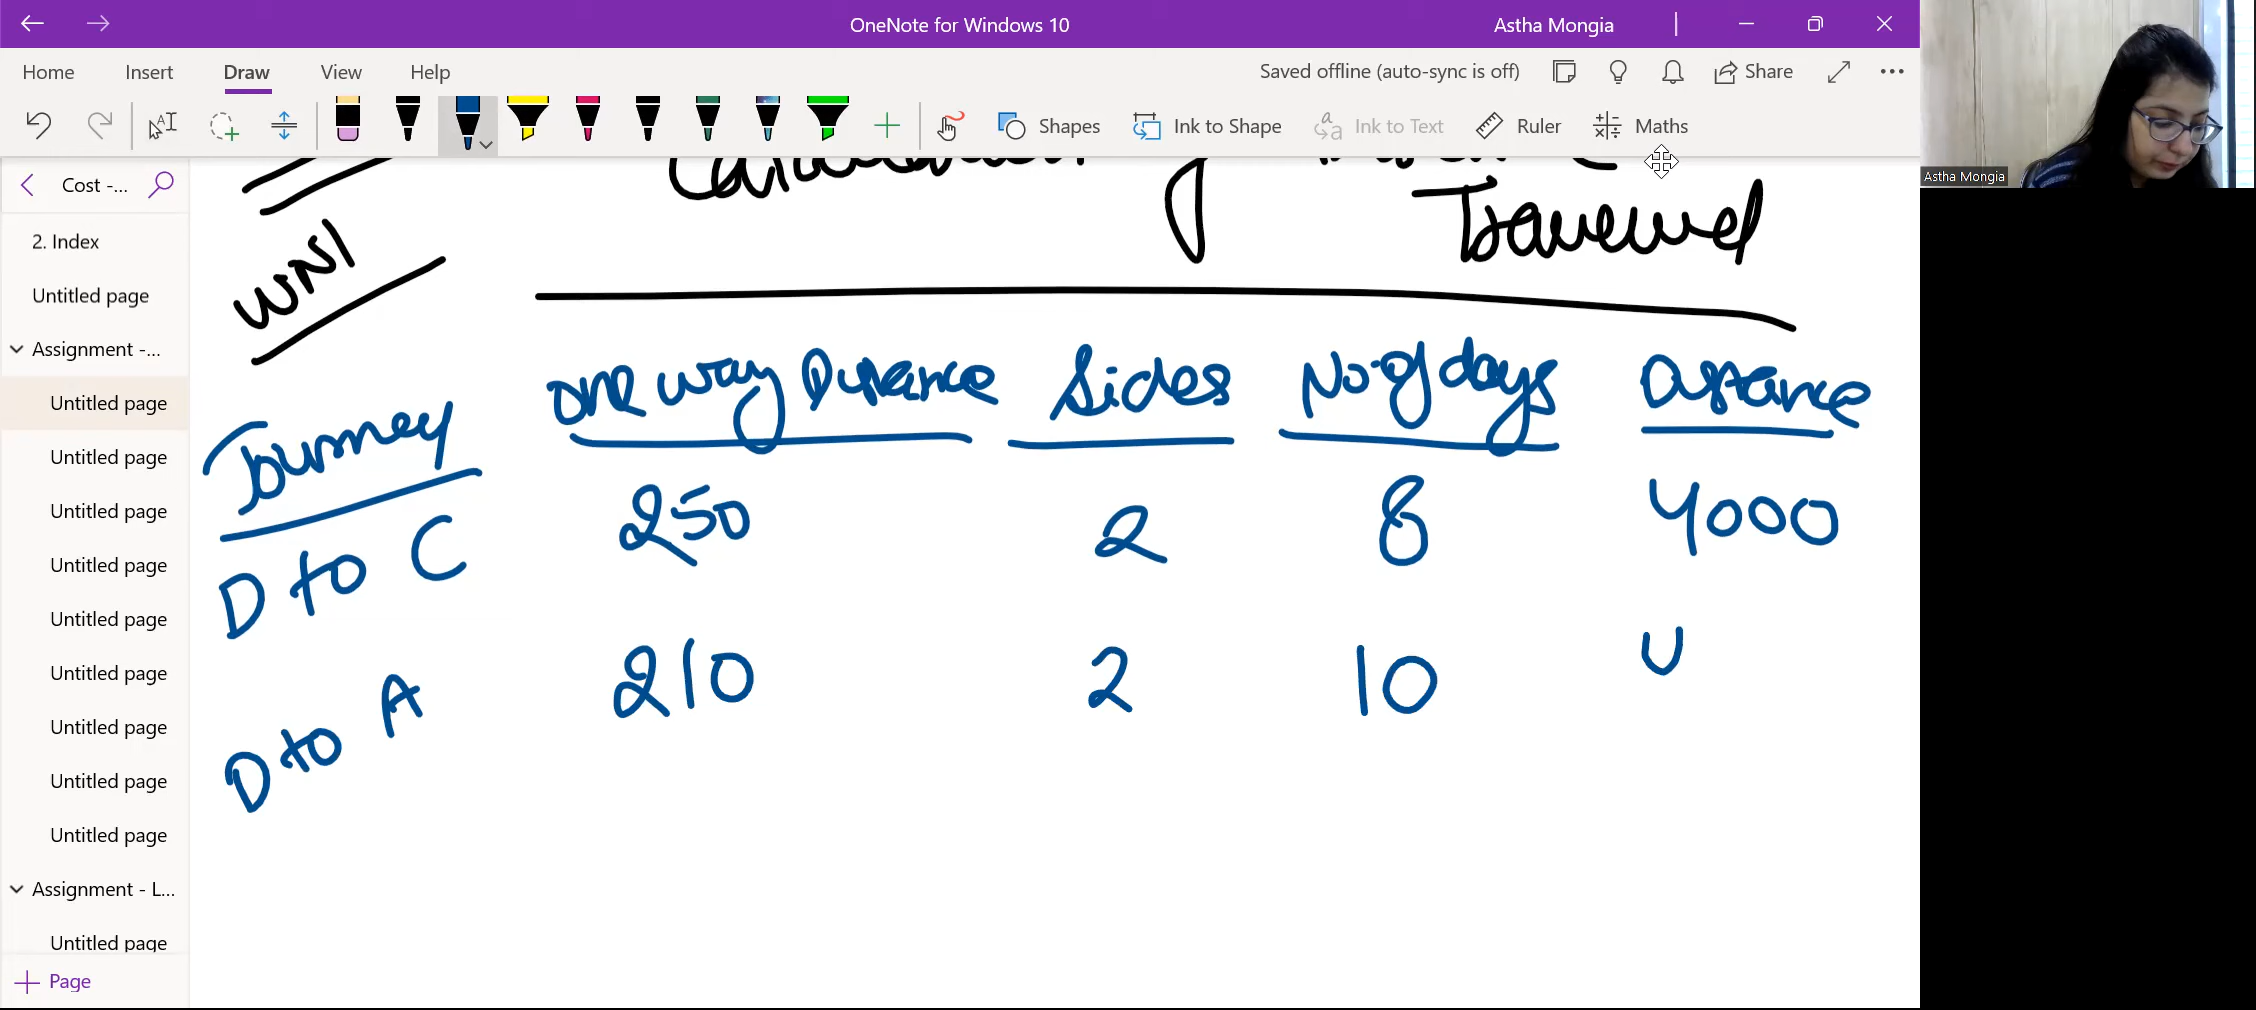 OneNote for Windows 10
Astha Mongia
Home Insert Draw View Help
Saved offline (auto-sync is off)
Share
Shapes
Ink to Shape
Ink to Text
Ruler
Maths
Astha Mongia
Cost -...
2. Index
Untitled page
Assignment -...
Untitled page
Untitled page
Untitled page
Untitled page
Untitled page
Untitled page
Untitled page
Untitled page
Untitled page
Assignment - L...
Untitled page
Page
WN1
Journey One way Distance Sides No. of days Distance
D to C 250 2 8 4000
D to A 210 2 10